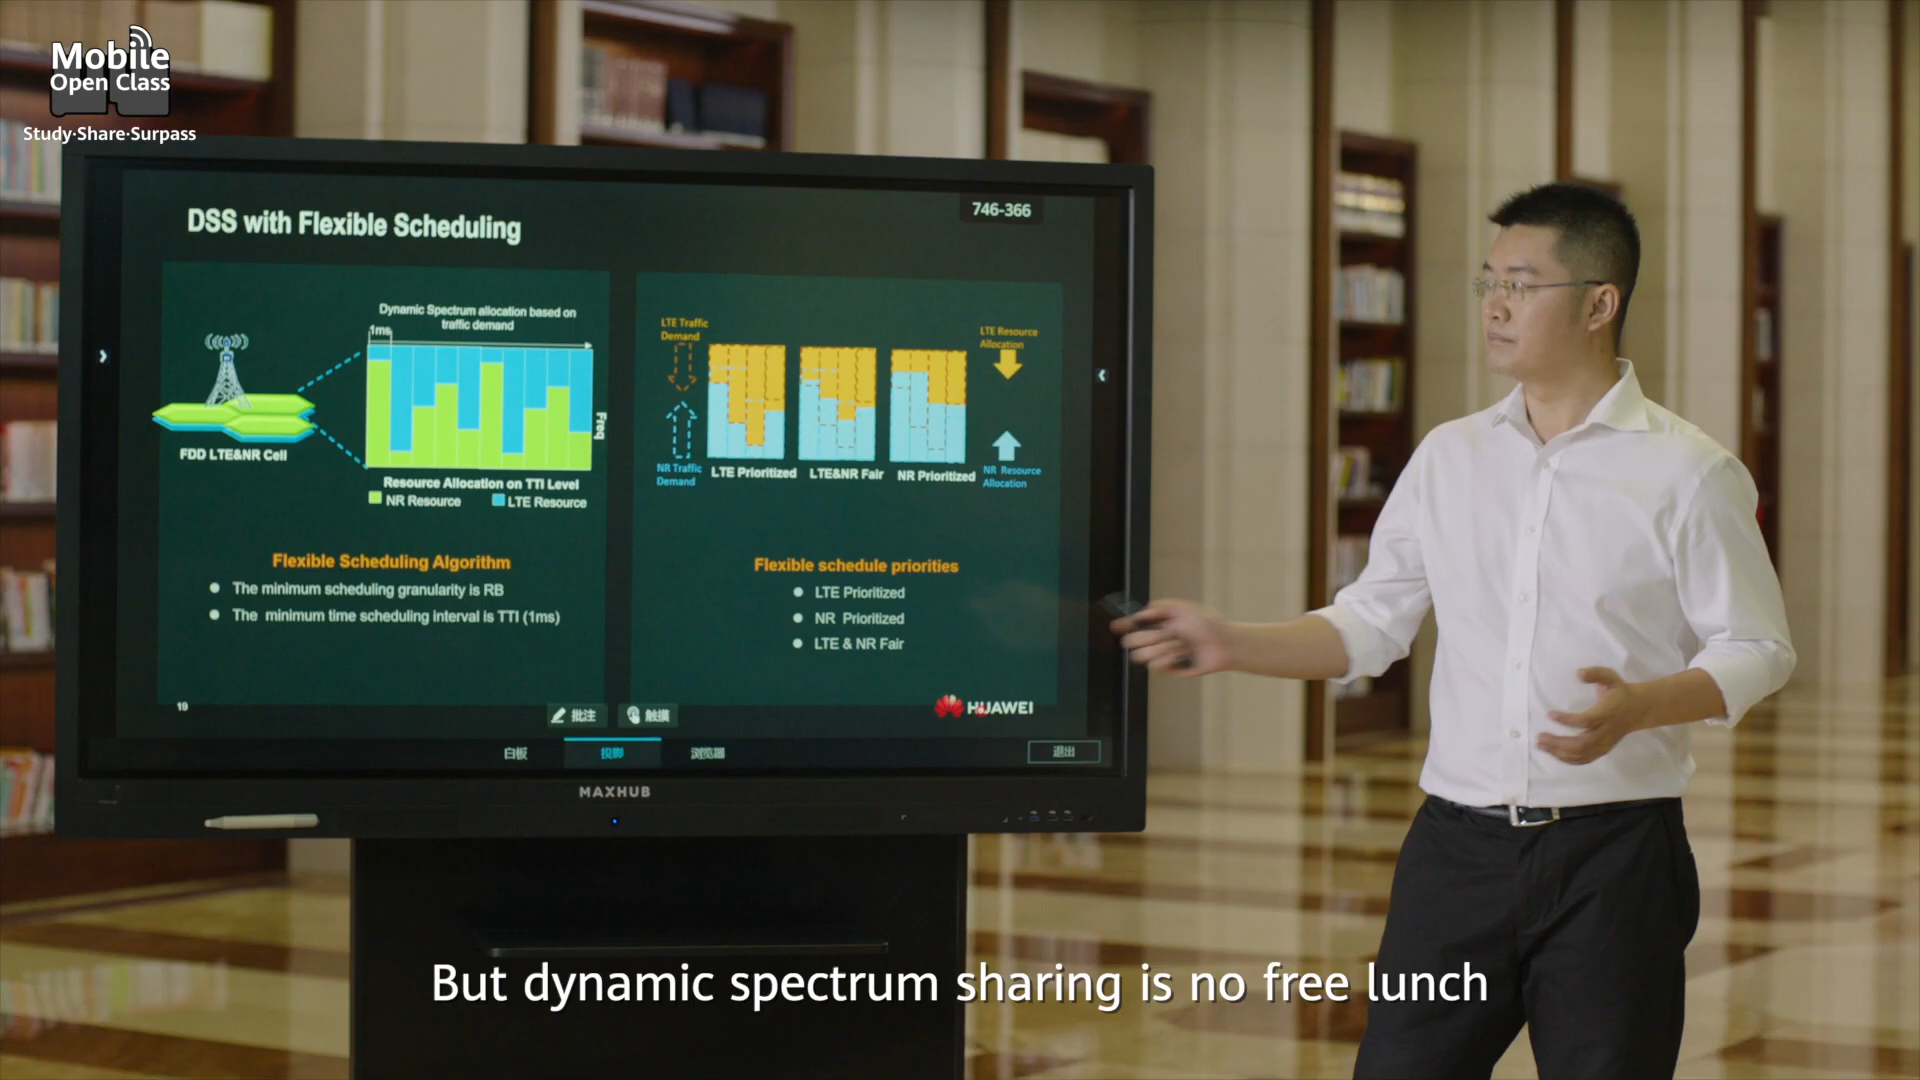 Mobile
Open Class
Study·Share·Surpass
DSS with Flexible Scheduling
746-366
Dynamic Spectrum allocation based on
traffic demand
1ms
Freq
FDD LTE&NR Cell
Resource Allocation on TTI Level
NR Resource
LTE Resource
Flexible Scheduling Algorithm
The minimum scheduling granularity is RB
The minimum time scheduling interval is TTI (1ms)
LTE Traffic
Demand
NR Traffic
Demand
LTE Prioritized
LTE&NR Fair
NR Prioritized
LTE Resource
Allocation
NR Resource
Allocation
Flexible schedule priorities
LTE Prioritized
NR Prioritized
LTE & NR Fair
19
HUAWEI
批注
触摸
白板
投影
浏览器
退出
MAXHUB
But dynamic spectrum sharing is no free lunch